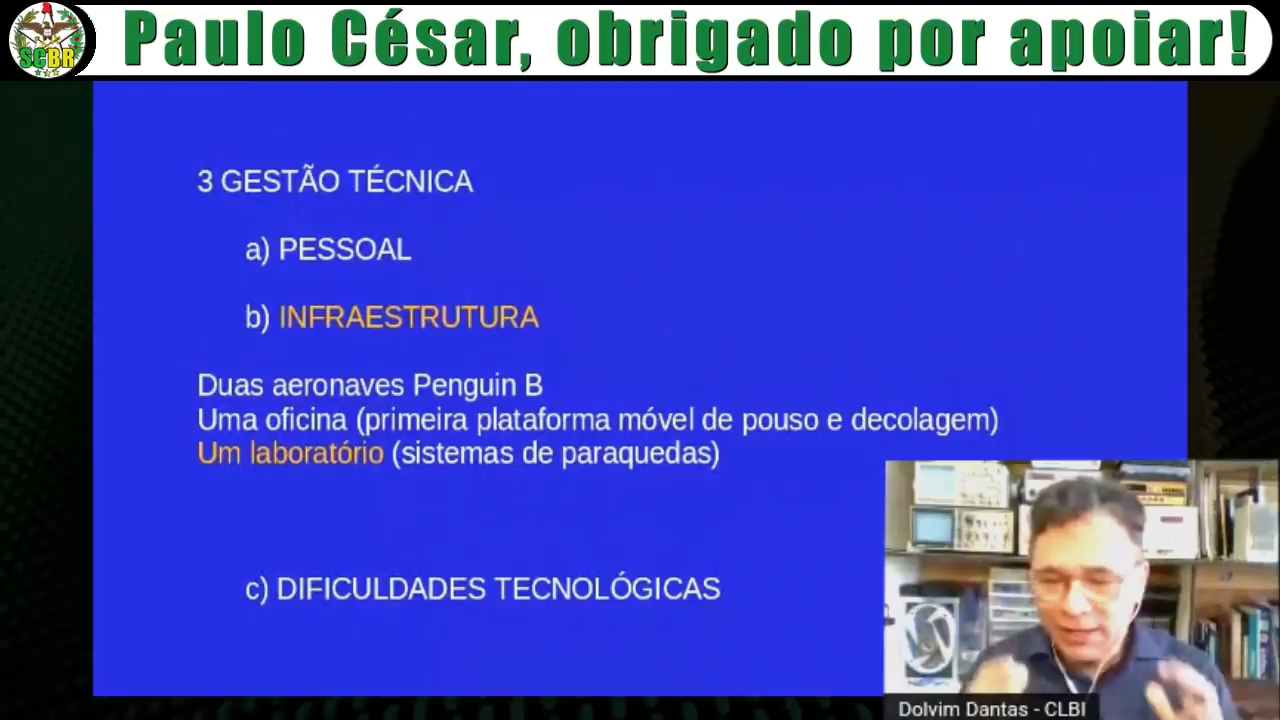 Paulo César, obrigado por apoiar!
SCBR
3 GESTÃO TÉCNICA
a) PESSOAL
b) INFRAESTRUTURA
Duas aeronaves Penguin B
Uma oficina (primeira plataforma móvel de pouso e decolagem)
Um laboratório (sistemas de paraquedas)
c) DIFICULDADES TECNOLÓGICAS
Dolvim Dantas - CLBI